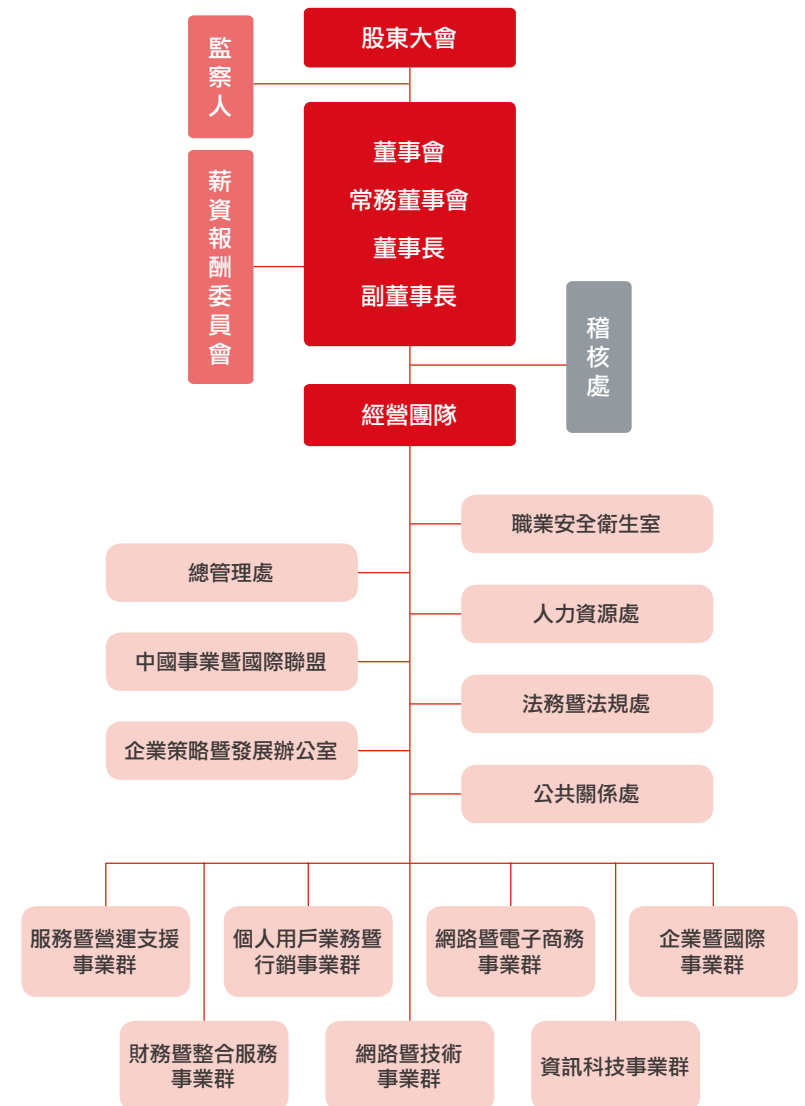 股東大會
監察人
董事會
常務董事會
董事長
副董事長
薪資報酬委員會
稽核處
經營團隊
職業安全衛生室
總管理處
人力資源處
中國事業暨國際聯盟
法務暨法規處
企業策略暨發展辦公室
公共關係處
服務暨營運支援
事業群
個人用戶業務暨
行銷事業群
網路暨電子商務
事業群
企業暨國際
事業群
財務暨整合服務
事業群
網路暨技術
事業群
資訊科技事業群